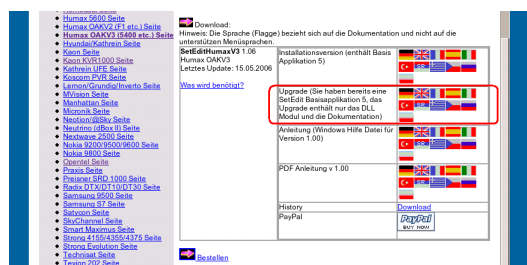 Humax 5600 Seite
Humax OAKV2 (F1 etc.) Seite
Humax OAKV3 (5400 etc.) Seite
Hyundai/Kathrein Seite
Kaon Seite
Kaon KVR1000 Seite
Kathrein UFE Seite
Koscom PVR Seite
Lemon/Grundig/Inverto Seite
MVision Seite
Manhattan Seite
Micronik Seite
Neotion/@Sky Seite
Neutrino (dBox II) Seite
Nextwave 2500 Seite
Nokia 9200/9500/9600 Seite
Nokia 9800 Seite
Opentel Seite
Praxis Seite
Preisner SRD 1000 Seite
Radix DTX/DT10/DT30 Seite
Samsung 9500 Seite
Samsung S7 Seite
Satycon Seite
SkyChannel Seite
Smart Maximus Seite
Strong 4155/4355/4375 Seite
Strong Evolution Seite
Technisat Seite
Tevion 202 Seite
Download:
Hinweis: Die Sprache (Flagge) bezieht sich auf die Dokumentation und nicht auf die
unterstützen Menüsprachen.
SetEditHumaxV3 1.06
Humax OAKV3
Letztes Update: 15.05.2006
Was wird benötigt?
Installationsversion (enthält Basis
Applikation 5)
Upgrade (Sie haben bereits eine
SetEdit Basisapplikation 5, das
Upgrade enthält nur das DLL
Modul und die Dokumentation)
Anleitung (Windows Hilfe Datei für
Version 1.00)
PDF Anleitung v 1.00
History
Download
PayPal
PayPal
BUY NOW
Bestellen